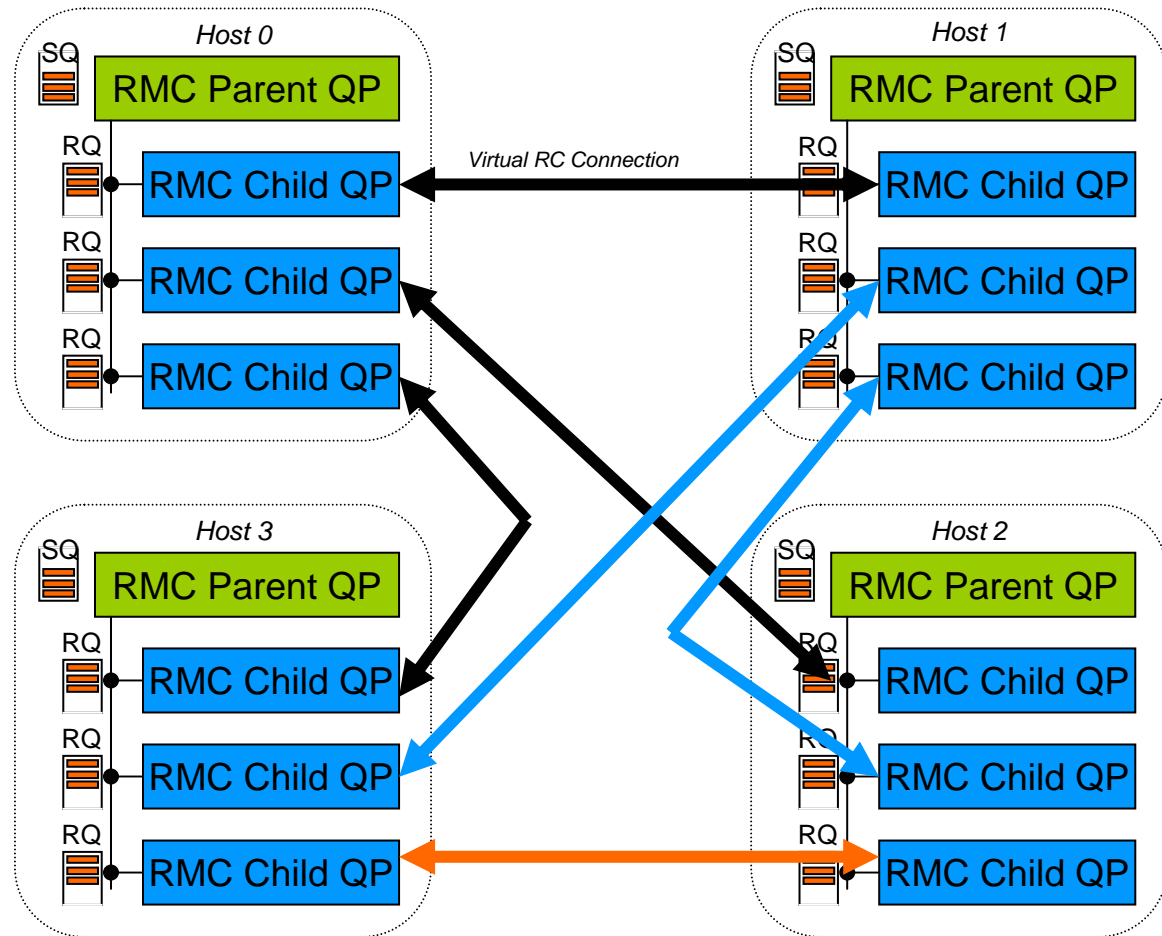 Host 0
SQ
RMC Parent QP
RQ
RMC Child QP
RQ
RMC Child QP
RQ
RMC Child QP
Virtual RC Connection
Host 1
SQ
RMC Parent QP
RQ
RMC Child QP
RQ
RMC Child QP
RQ
RMC Child QP
Host 3
SQ
RMC Parent QP
RQ
RMC Child QP
RQ
RMC Child QP
RQ
RMC Child QP
Host 2
SQ
RMC Parent QP
RQ
RMC Child QP
RQ
RMC Child QP
RQ
RMC Child QP